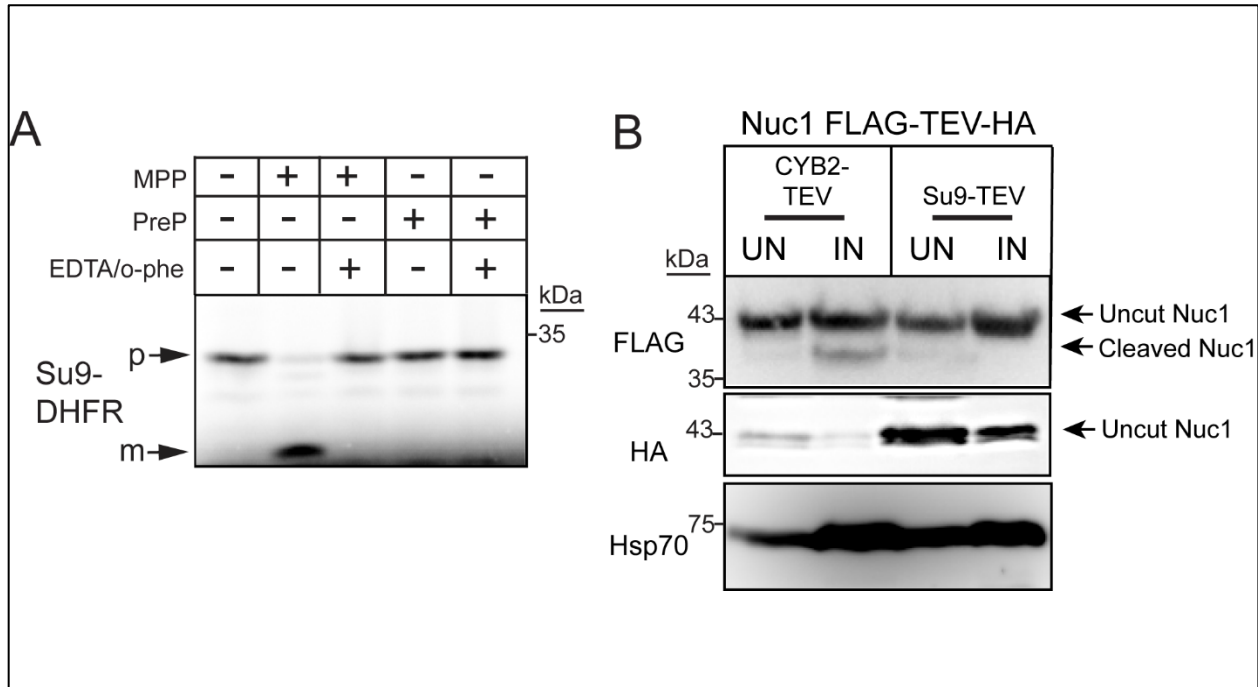 A
MPP - + + - -
PreP - - - + +
EDTA/o-phe - - + - +
kDa
-35
p
Su9-
DHFR
m
B
Nuc1 FLAG-TEV-HA
CYB2-
TEV
Su9-TEV
UN IN UN IN
kDa
43-
Uncut Nuc1
FLAG
Cleaved Nuc1
35-
43-
Uncut Nuc1
HA
75-
Hsp70